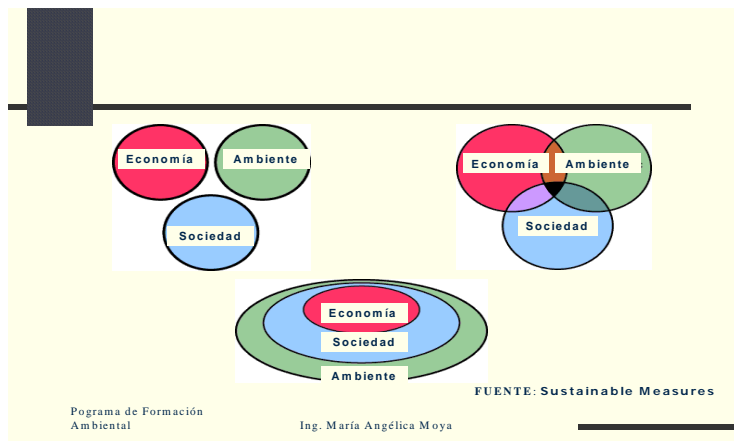 Economía
Ambiente
Sociedad
Economía
Ambiente
Sociedad
Economía
Sociedad
Ambiente
FUENTE: Sustainable Measures
Pograma de Formación
Ambiental
Ing. María Angélica Moya